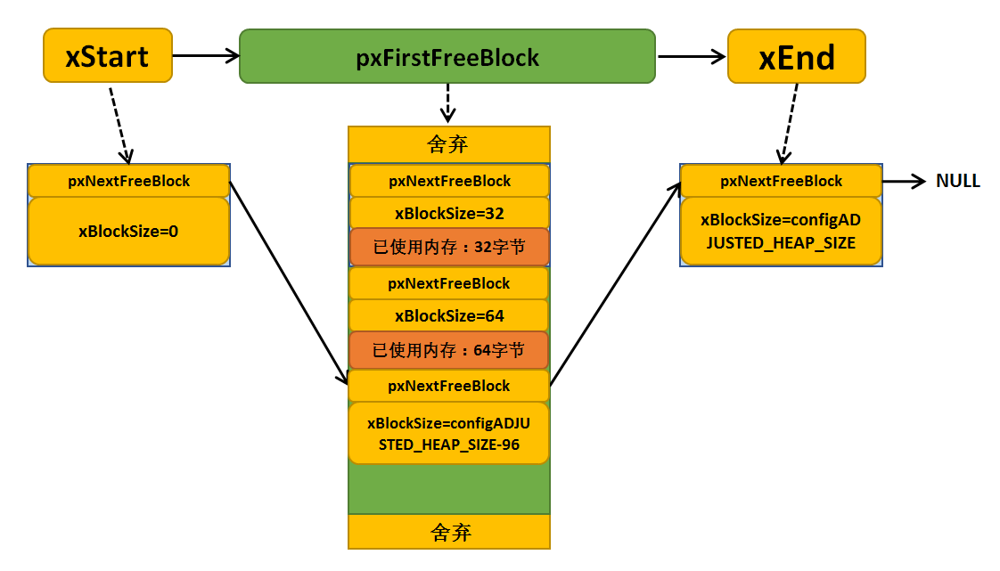 xStart
pxFirstFreeBlock
xEnd
舍弃
pxNextFreeBlock
xBlockSize=0
pxNextFreeBlock
xBlockSize=32
已使用内存：32字节
pxNextFreeBlock
xBlockSize=64
已使用内存：64字节
pxNextFreeBlock
xBlockSize=configADJU
STED_HEAP_SIZE-96
舍弃
pxNextFreeBlock
xBlockSize=configAD
JUSTED_HEAP_SIZE
NULL